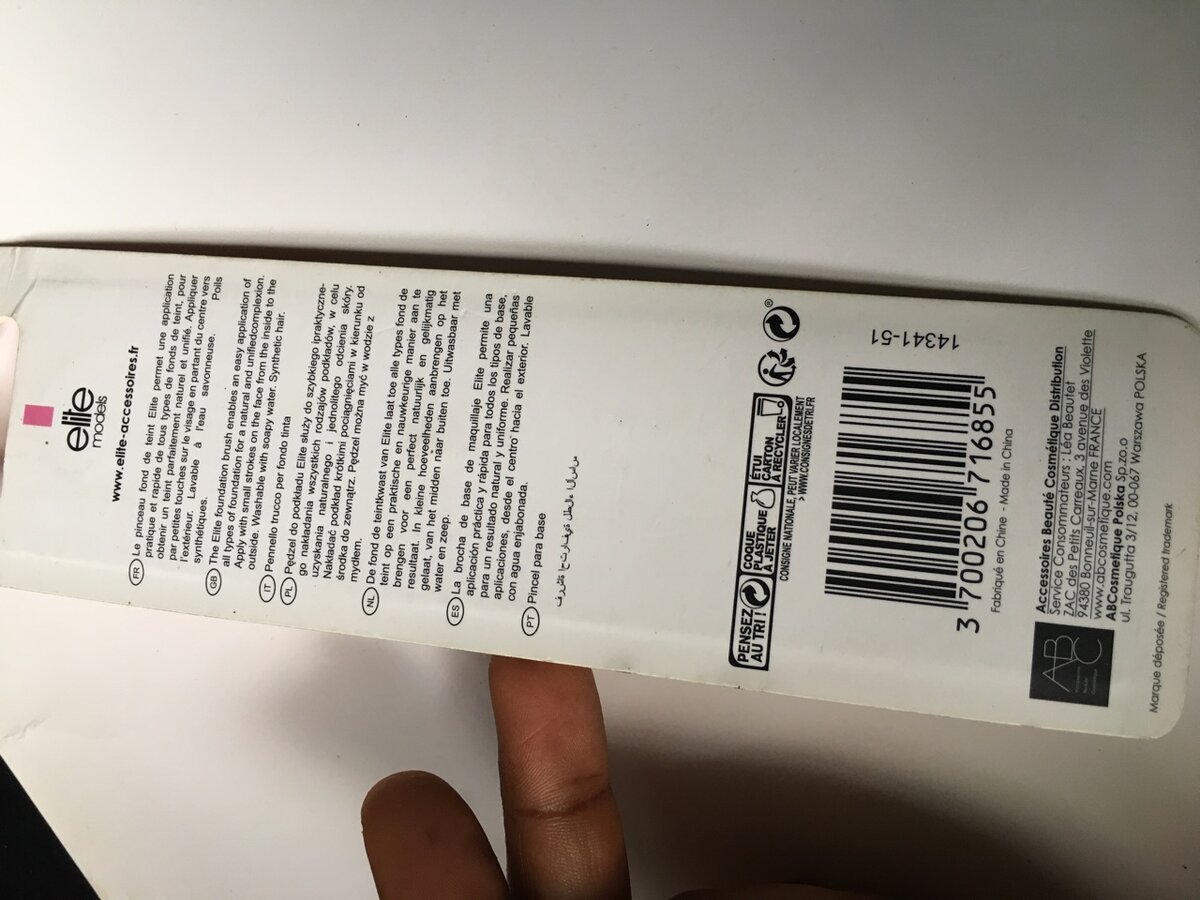 elite
models
www.elite-accessoires.fr
FR Le pinceau fond de teint Elite permet une application
pratique et rapide de tous types de fonds de teint, pour
obtenir un teint parfaitement naturel et unifié. Appliquer
par petites touches sur le visage en partant du centre vers
l'extérieur. Lavable à l'eau savonneuse. Poils
synthétiques.
GB The Elite foundation brush enables an easy application of
all types of foundation for a natural and unifiedcomplexion.
Apply with small strokes on the face from the inside to the
outside. Washable with soapy water. Synthetic hair.
IT Pennello trucco per fondo tinta
PL Pędzel do podkładu Elite służy do szybkiego ipraktyczne-
go nakładania wszystkich rodzajów podkładów, w celu
uzyskania naturalnego i jednolitego odcienia skóry.
Nakładać podkład krótkimi pociągnięciami w kierunku od
środka do zewnątrz. Pędzel można myć w wodzie z
mydłem.
NL De fond de teintkwast van Elite laat toe alle types fond de
teint op een praktische en nauwkeurige manier aan te
brengen voor een perfect natuurlijk en gelijkmatig
resultaat. In kleine hoeveelheden aanbrengen op het
gelaat, van het midden naar buiten toe. Uitwasbaar met
water en zeep.
ES La brocha de base de maquillaje Elite permite una
aplicación práctica y rápida para todos los tipos de base,
para un resultado natural y uniforme. Realizar pequeñas
aplicaciones, desde el centro hacia el exterior. Lavable
con agua enjabonada.
PT Pincel para base
PENSEZ
AU TRI !
COQUE
PLASTIQUE
À JETER
ÉTUI
CARTON
À RECYCLER
CONSIGNE NATIONALE, PEUT VARIER LOCALEMENT
> WWW.CONSIGNESDETRI.FR
®
14341-51
3 700206 716855
Fabriqué en Chine - Made in China
ABC
Accessoires Beauté Cosmétique Distribution
Service Consommateurs : Léa Beautet
ZAC des Petits Carreaux, 3 avenue des Violette
94380 Bonneuil-sur-Marne FRANCE
www.abcosmetique.com
ABCosmetique Polska Sp.zo.o
ul. Traugutta 3/12, 00-067 Warszawa POLSKA
Marque déposée / Registered trademark